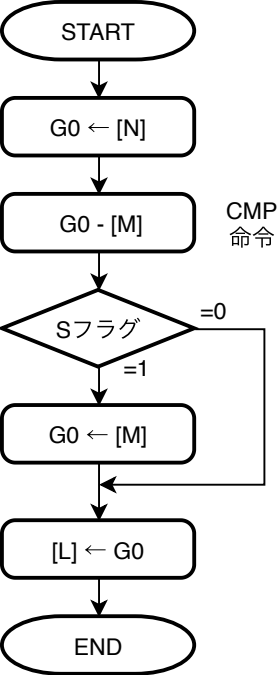 START
G0 ← [N]
G0 - [M]
CMP
命令
Sフラグ
=0
=1
G0 ← [M]
[L] ← G0
END